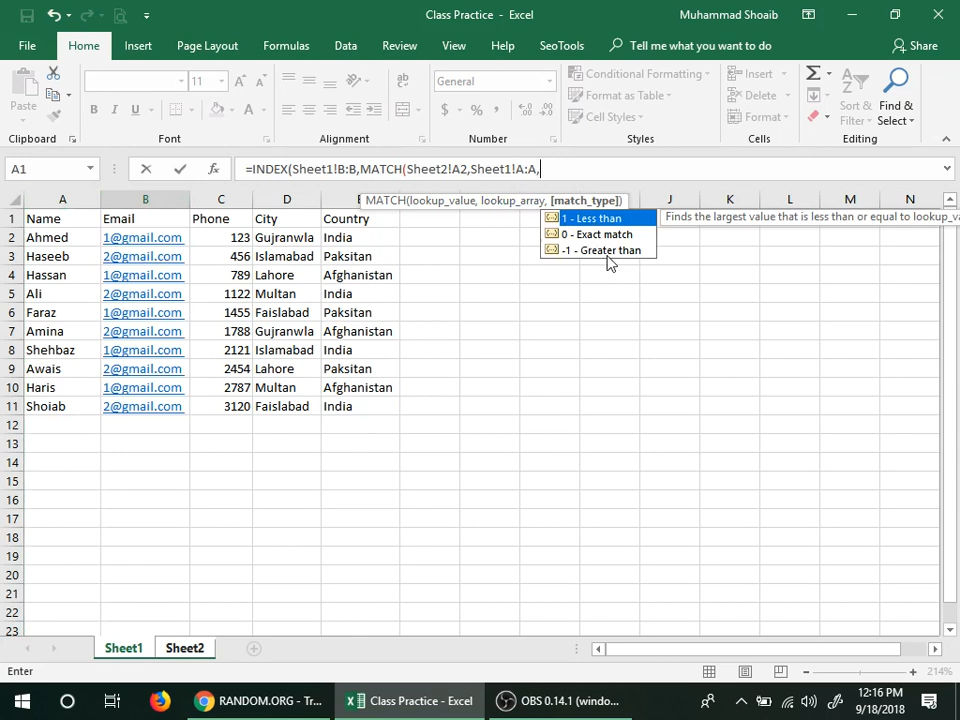 Class Practice - Excel
Muhammad Shoaib
File Home Insert Page Layout Formulas Data Review View Help SeoTools Tell me what you want to do Share
Paste
11
B I U
General
$ % ,
Conditional Formatting
Format as Table
Cell Styles
Insert
Delete
Format
Sort & Filter
Find & Select
Clipboard Font Alignment Number Styles Cells Editing
A1 fx =INDEX(Sheet1!B:B,MATCH(Sheet2!A2,Sheet1!A:A,
MATCH(lookup_value, lookup_array, [match_type])
1 - Less than
0 - Exact match
-1 - Greater than
Finds the largest value that is less than or equal to lookup_va
A B C D J K L M N
1 Name Email Phone City Country
2 Ahmed 1@gmail.com 123 Gujranwla India
3 Haseeb 2@gmail.com 456 Islamabad Paksitan
4 Hassan 1@gmail.com 789 Lahore Afghanistan
5 Ali 2@gmail.com 1122 Multan India
6 Faraz 1@gmail.com 1455 Faislabad Paksitan
7 Amina 2@gmail.com 1788 Gujranwla Afghanistan
8 Shehbaz 1@gmail.com 2121 Islamabad India
9 Awais 2@gmail.com 2454 Lahore Paksitan
10 Haris 1@gmail.com 2787 Multan Afghanistan
11 Shoiab 2@gmail.com 3120 Faislabad India
12
13
14
15
16
17
18
19
20
21
22
23
Sheet1 Sheet2
Enter 214%
RANDOM.ORG - Tr...
Class Practice - Excel
OBS 0.14.1 (windo...
12:16 PM
9/18/2018